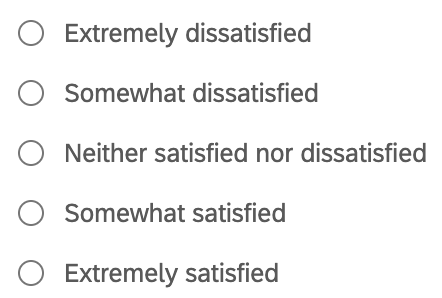 Extremely dissatisfied
Somewhat dissatisfied
Neither satisfied nor dissatisfied
Somewhat satisfied
Extremely satisfied